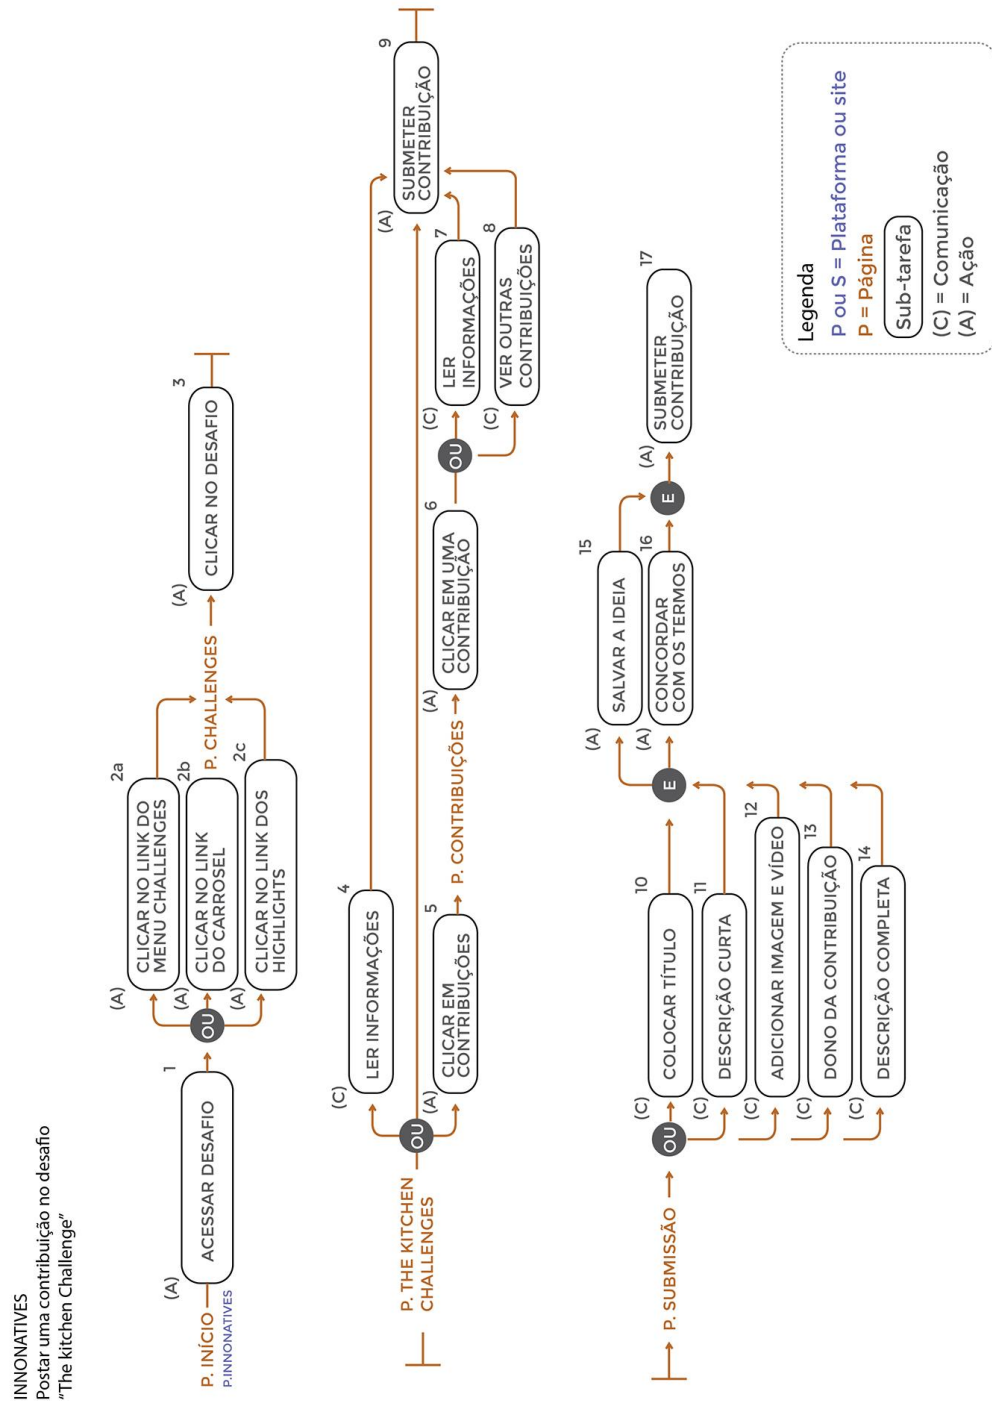 INNONATIVES
Postar uma contribuição no desafio
“The kitchen Challenge”
P. INÍCIO
P.INNONATIVES
(A)
ACESSAR DESAFIO
1
OU
(A)
CLICAR NO LINK DO
MENU CHALLENGES
2a
(A)
CLICAR NO LINK
DO CARROSEL
2b
(A)
CLICAR NO LINK DOS
HIGHLIGHTS
2c
P. CHALLENGES
(A)
CLICAR NO DESAFIO
3
P. THE KITCHEN
CHALLENGES
OU
(C)
LER INFORMAÇÕES
4
(A)
CLICAR EM
CONTRIBUIÇÕES
5
P. CONTRIBUIÇÕES
(A)
CLICAR EM UMA
CONTRIBUIÇÃO
6
OU
(C)
LER
INFORMAÇÕES
7
(C)
VER OUTRAS
CONTRIBUIÇÕES
8
(A)
SUBMETER
CONTRIBUIÇÃO
9
P. SUBMISSÃO
OU
(C)
COLOCAR TÍTULO
10
(C)
DESCRIÇÃO CURTA
11
(C)
ADICIONAR IMAGEM E VÍDEO
12
(C)
DONO DA CONTRIBUIÇÃO
13
(C)
DESCRIÇÃO COMPLETA
14
E
(A)
SALVAR A IDEIA
15
(A)
CONCORDAR
COM OS TERMOS
16
E
(A)
SUBMETER
CONTRIBUIÇÃO
17
Legenda
P ou S = Plataforma ou site
P = Página
Sub-tarefa
(C) = Comunicação
(A) = Ação